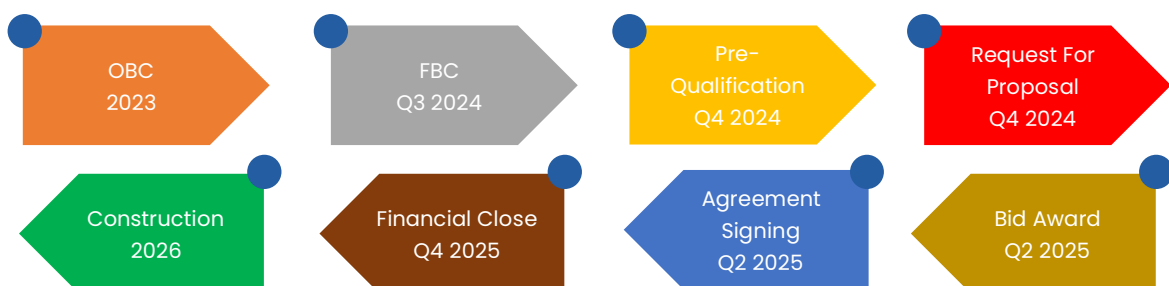 OBC
2023
FBC
Q3 2024
Pre-
Qualification
Q4 2024
Request For
Proposal
Q4 2024
Construction
2026
Financial Close
Q4 2025
Agreement
Signing
Q2 2025
Bid Award
Q2 2025